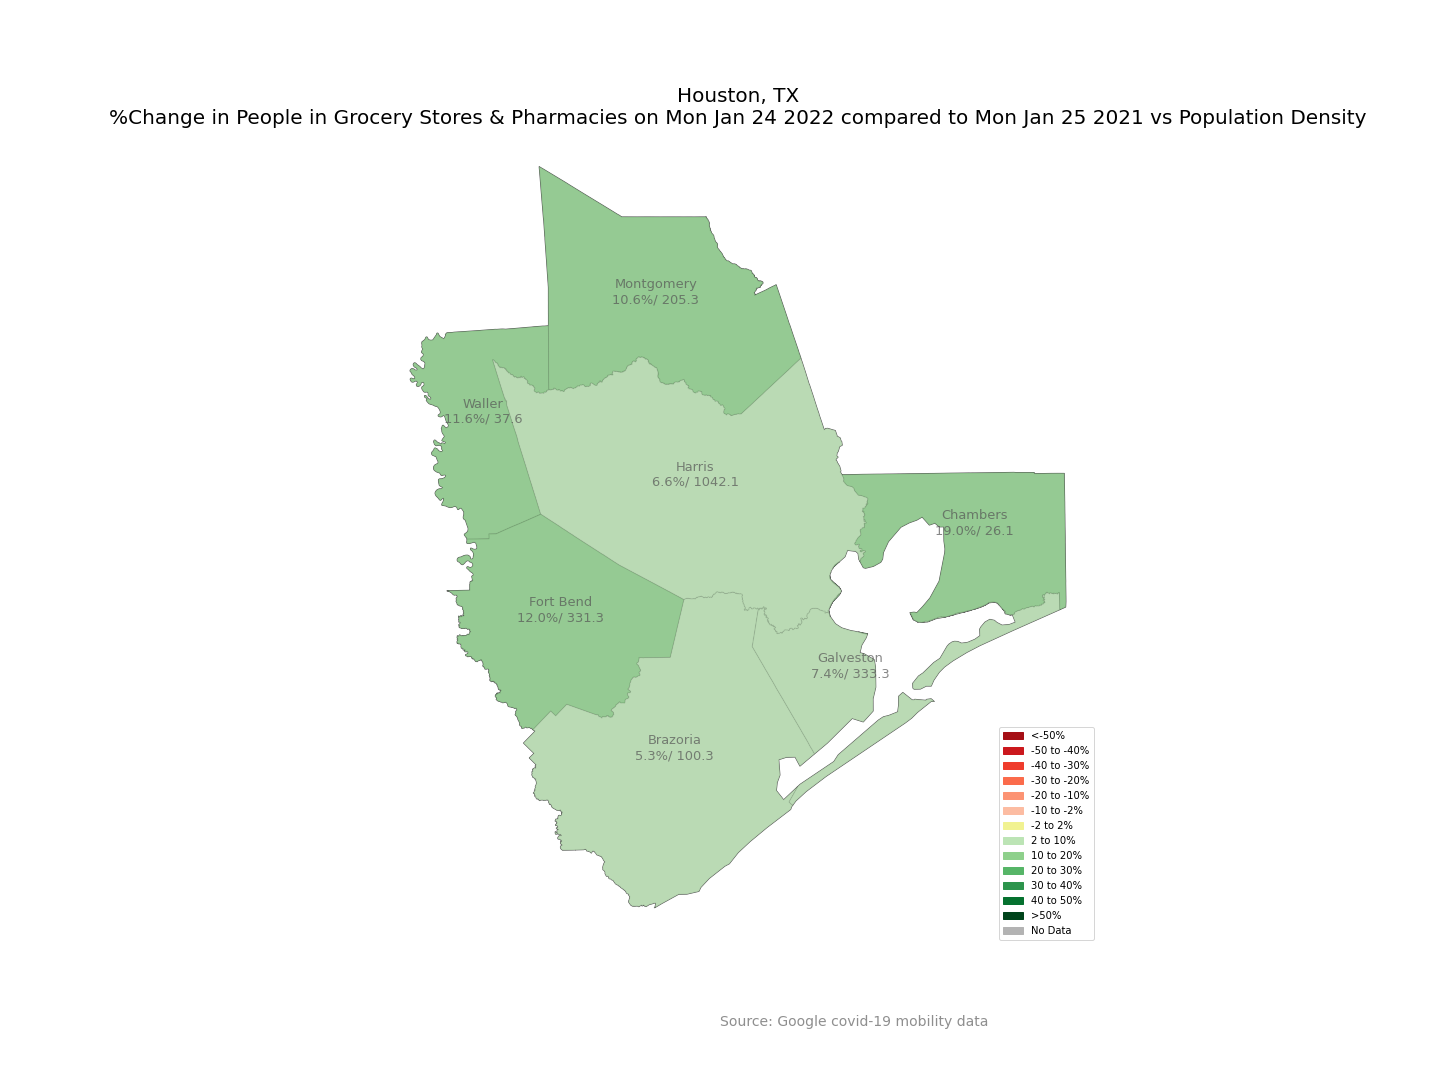 Houston, TX
%Change in People in Grocery Stores & Pharmacies on Mon Jan 24 2022 compared to Mon Jan 25 2021 vs Population Density
Montgomery
10.6%/ 205.3
Waller
11.6%/ 37.6
Harris
6.6%/ 1042.1
Chambers
19.0%/ 26.1
Fort Bend
12.0%/ 331.3
Galveston
7.4%/ 333.3
Brazoria
5.3%/ 100.3
<-50%
-50 to -40%
-40 to -30%
-30 to -20%
-20 to -10%
-10 to -2%
-2 to 2%
2 to 10%
10 to 20%
20 to 30%
30 to 40%
40 to 50%
>50%
No Data
Source: Google covid-19 mobility data